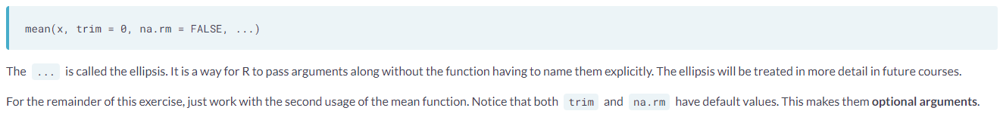 mean(x, trim = 0, na.rm = FALSE, ...)
The ... is called the ellipsis. It is a way for R to pass arguments along without the function having to name them explicitly. The ellipsis will be treated in more detail in future courses.
For the remainder of this exercise, just work with the second usage of the mean function. Notice that both trim and na.rm have default values. This makes them optional arguments.